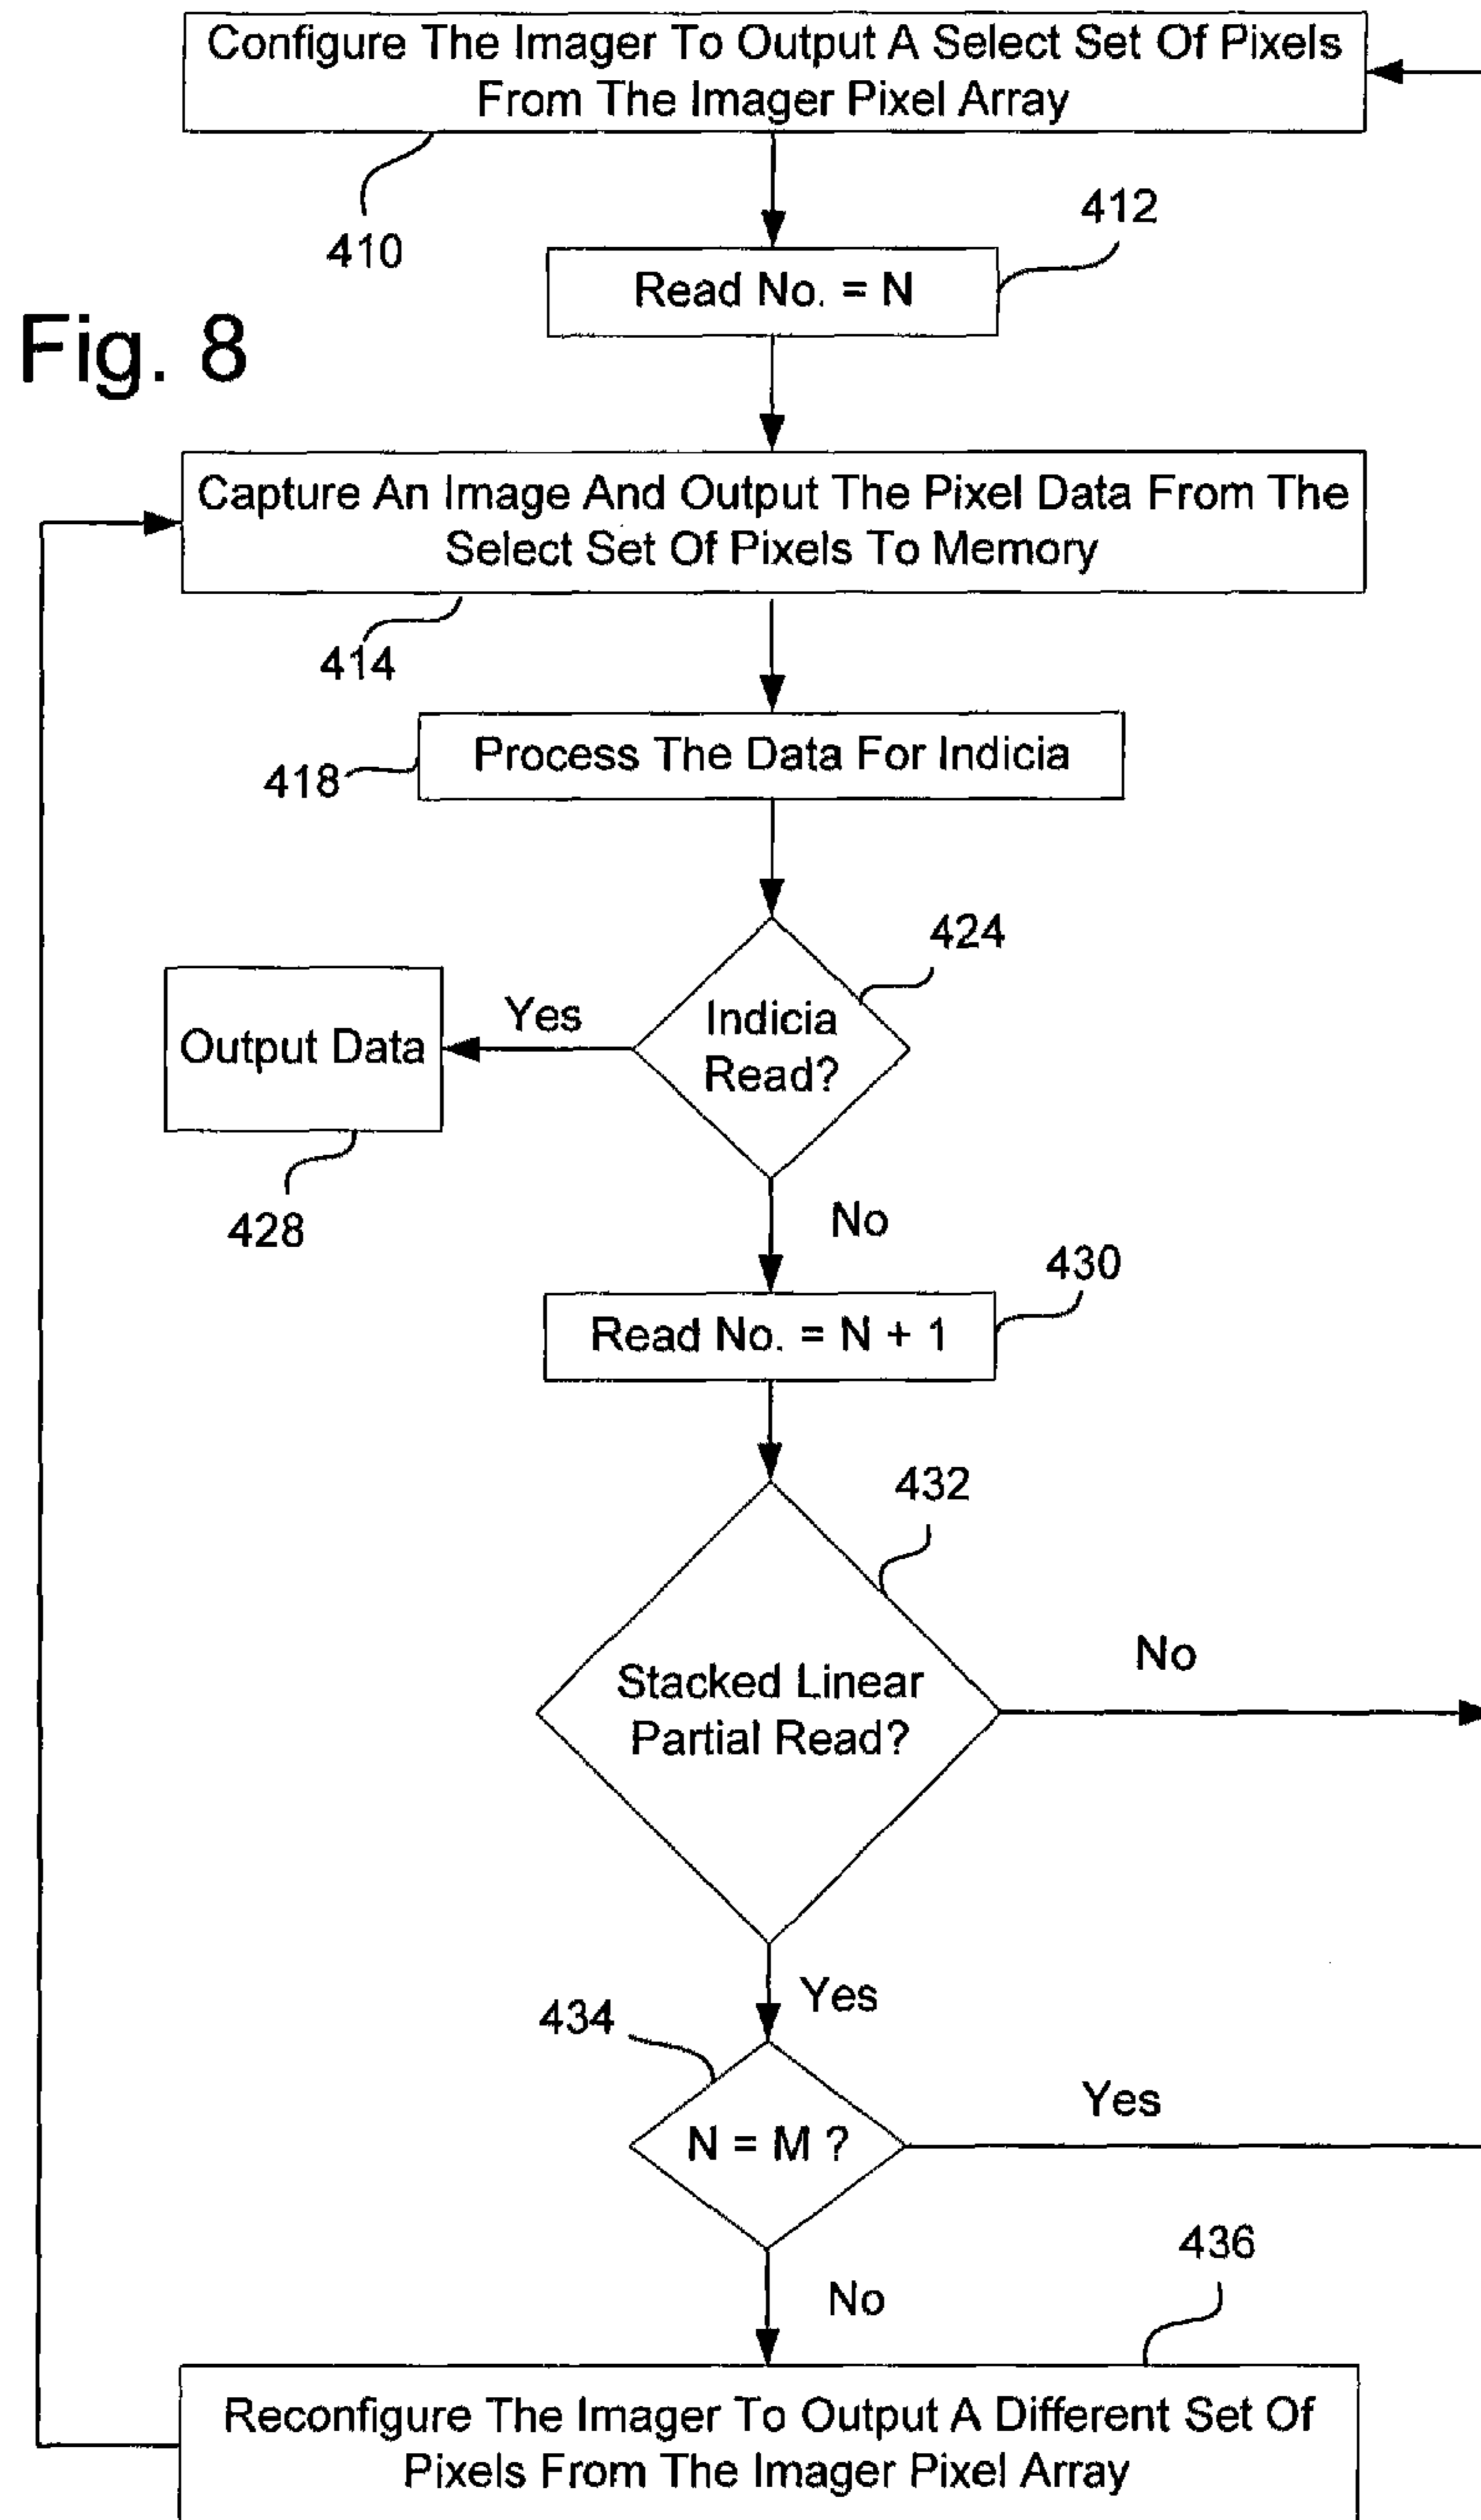 Configure The Imager To Output A Select Set Of Pixels
From The Imager Pixel Array
410
412
Read No. = N
Fig. 8
Capture An Image And Output The Pixel Data From The
Select Set Of Pixels To Memory
414
Process The Data For Indicia
418
424
Indicia
Read?
Yes
Output Data
428
No
430
Read No. = N + 1
432
Stacked Linear
Partial Read?
No
Yes
434
N = M ?
Yes
No
436
Reconfigure The Imager To Output A Different Set Of
Pixels From The Imager Pixel Array